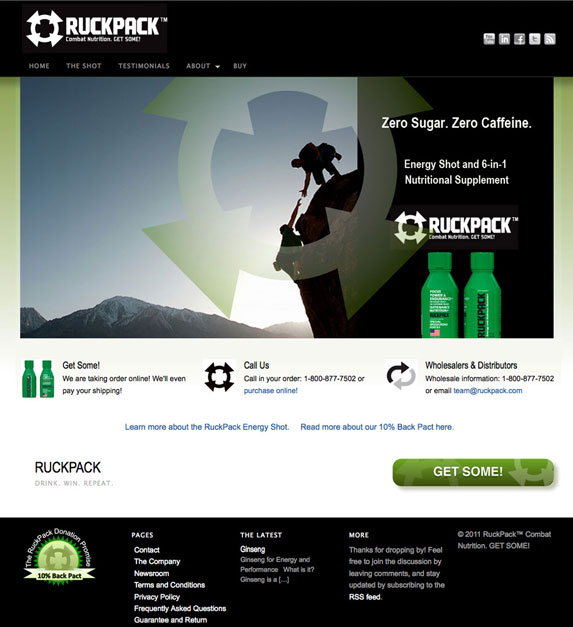 RUCKPACK™
Combat Nutrition. GET SOME!
HOME THE SHOT TESTIMONIALS ABOUT BUY
Zero Sugar. Zero Caffeine.
Energy Shot and 6-in-1
Nutritional Supplement
RUCKPACK™
Combat Nutrition. GET SOME!
RUCKPACK
Get Some!
We are taking order online! We'll even
pay your shipping!
Call Us
Call in your order: 1-800-877-7502 or
purchase online!
Wholesalers & Distributors
Wholesale information: 1-800-877-7502
or email team@ruckpack.com
Learn more about the RuckPack Energy Shot. Read more about our 10% Back Pact here.
RUCKPACK
DRINK. WIN. REPEAT.
GET SOME!
The RuckPack Donation Promise
10% Back Pact
PAGES
Contact
The Company
Newsroom
Terms and Conditions
Privacy Policy
Frequently Asked Questions
Guarantee and Return
THE LATEST
Ginseng
Ginseng for Energy and
Performance What is it?
Ginseng is a [...]
MORE
Thanks for dropping by! Feel
free to join the discussion by
leaving comments, and stay
updated by subscribing to the
RSS feed.
© 2011 RuckPack™ Combat
Nutrition. GET SOME!